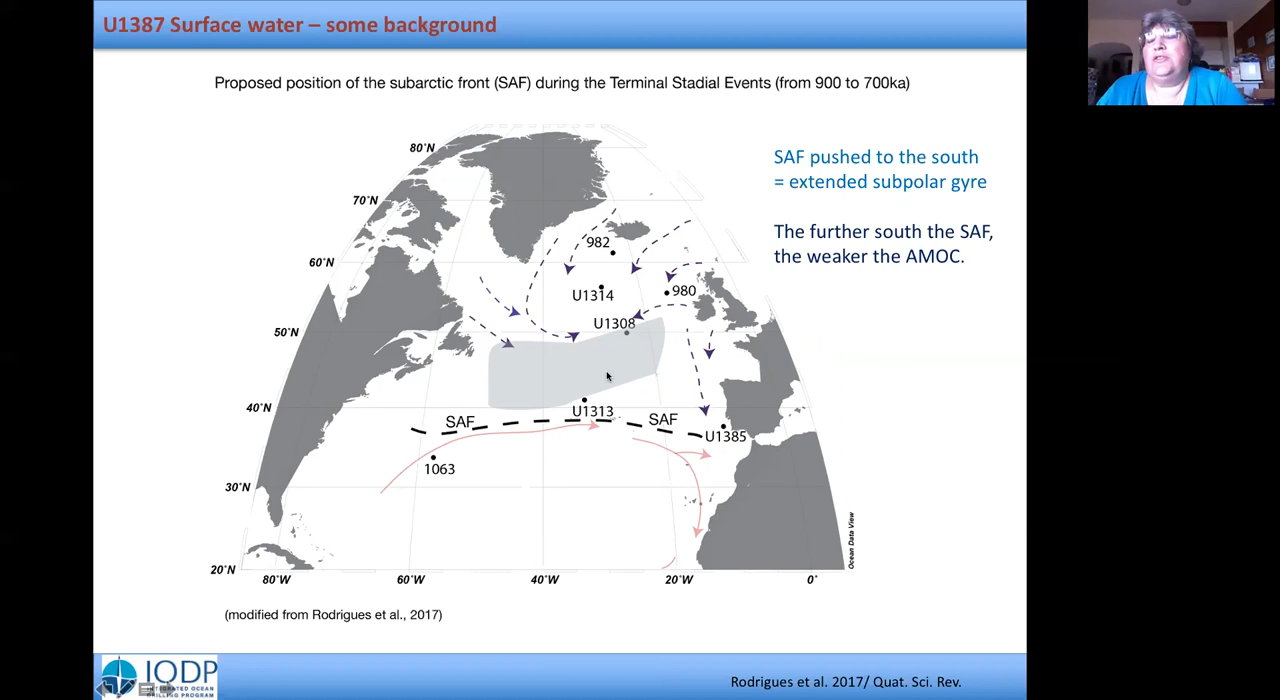 U1387 Surface water – some background
Proposed position of the subarctic front (SAF) during the Terminal Stadial Events (from 900 to 700ka)
80˚N
70˚N
60˚N
50˚N
40˚N
30˚N
20˚N
80˚W
60˚W
40˚W
20˚W
0˚
982
U1314
980
U1308
U1313
SAF
SAF
U1385
1063
Ocean Data View
SAF pushed to the south
= extended subpolar gyre
The further south the SAF,
the weaker the AMOC.
(modified from Rodrigues et al., 2017)
IODP
INTEGRATED OCEAN
DRILLING PROGRAM
Rodrigues et al. 2017/ Quat. Sci. Rev.